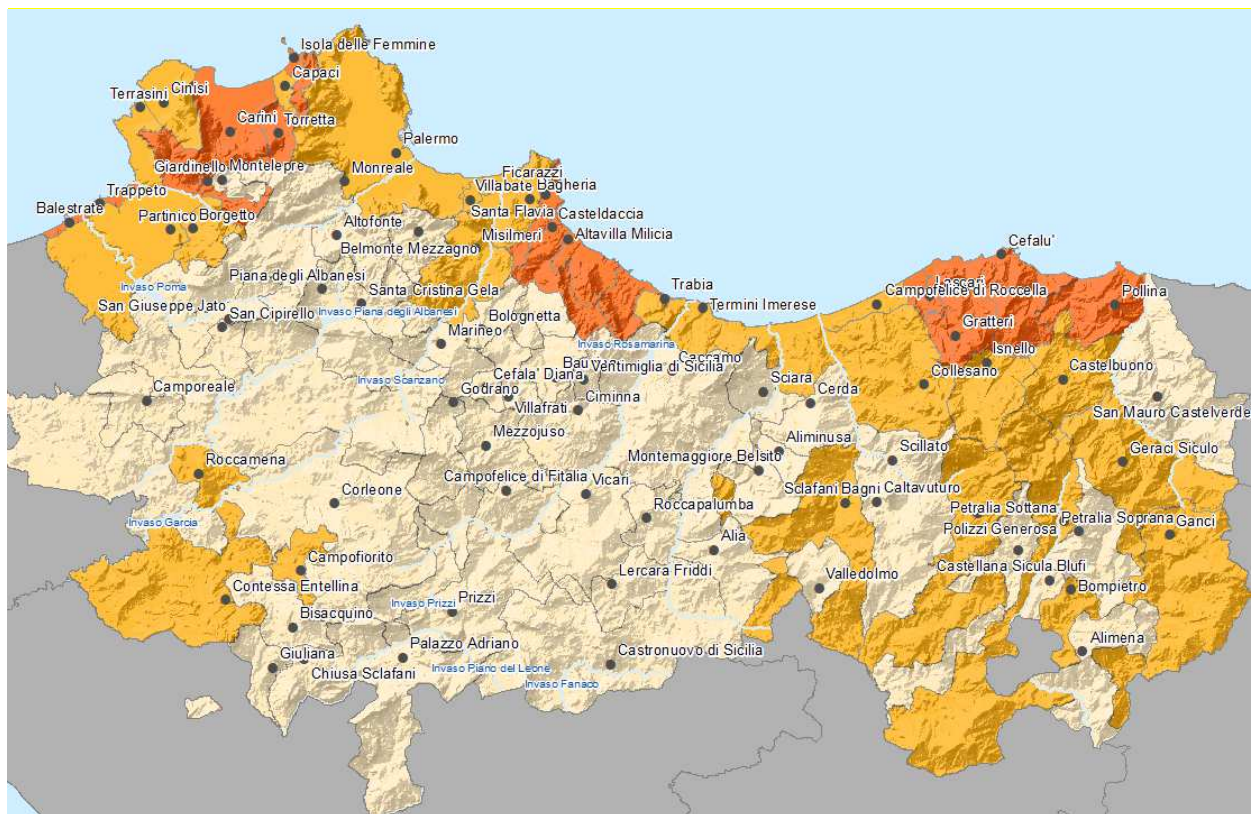 Isola delle Femmine
Capaci
Terrasini
Cinisi
Carini
Torretta
Palermo
Giardinello
Montelepre
Monreale
Ficarazzi
Villabate
Bagheria
Trappeto
Balestrate
Partinico
Borgetto
Altofonte
Santa Flavia
Casteldaccia
Misilmeri
Altavilla Milicia
Belmonte Mezzagno
Cefalu'
Piana degli Albanesi
Santa Cristina Gela
Invaso Poma
Trabia
Termini Imerese
Campofelice di Roccella
Lascari
Pollina
San Giuseppe Jato
San Cipirello
Invaso Piana degli Albanesi
Bolognetta
Marineo
Gratteri
Isnello
Invaso Rosamarina
Caccamo
Ventimiglia di Sicilia
Invaso Scanzano
Cefala' Diana
Camporeale
Godrano
Villafrati
Ciminna
Sciara
Cerda
Collesano
Castelbuono
San Mauro Castelverde
Mezzojuso
Aliminusa
Montemaggiore Belsito
Scillato
Geraci Siculo
Roccamena
Campofelice di Fitalia
Vicari
Corleone
Sclafani Bagni
Caltavuturo
Invaso Garcia
Roccapalumba
Petralia Sottana
Petralia Soprana
Polizzi Generosa
Ganci
Alia
Campofiorito
Contessa Entellina
Lercara Friddi
Valledolmo
Castellana Sicula
Blufi
Bompietro
Invaso Prizzi
Prizzi
Bisacquino
Alimena
Giuliana
Chiusa Sclafani
Palazzo Adriano
Invaso Piano del Leone
Castronuovo di Sicilia
Invaso Fanaco